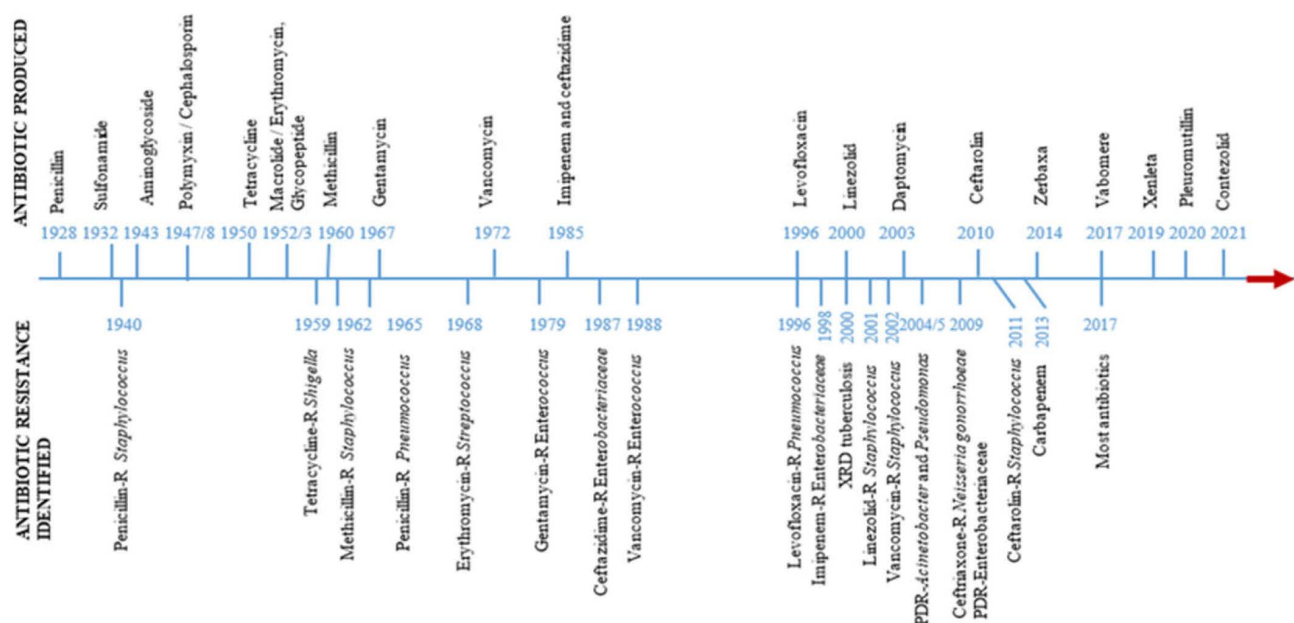 ANTIBIOTIC PRODUCED
Penicillin
Sulfonamide
Aminoglycoside
Polymyxin / Cephalosporin
Tetracycline
Macrolide / Erythromycin,
Glycopeptide
Methicillin
Gentamycin
Vancomycin
Imipenem and ceftazidime
Levofloxacin
Linezolid
Daptomycin
Ceftarolin
Zerbaxa
Vabomere
Xenleta
Pleuromutillin
Contezolid
1928
1932
1943
1947/8
1950
1952/3
1960
1967
1972
1985
1996
2000
2003
2010
2014
2017
2019
2020
2021
1940
1959
1962
1965
1968
1979
1987
1988
1996
1998
2000
2001
2002
2004/5
2009
2011
2013
2017
ANTIBIOTIC RESISTANCE
IDENTIFIED
Penicillin-R Staphylococcus
Tetracycline-R Shigella
Methicillin-R Staphylococcus
Penicillin-R Pneumococcus
Erythromycin-R Streptococcus
Gentamycin-R Enterococcus
Ceftazidime-R Enterobacteriaceae
Vancomycin-R Enterococcus
Levofloxacin-R Pneumococcus
Imipenem-R Enterobacteriaceae
XRD tuberculosis
Linezolid-R Staphylococcus
Vancomycin-R Staphylococcus
PDR-Acinetobacter and Pseudomonas
Ceftriaxone-R Neisseria gonorrhoeae
PDR-Enterobacteriaceae
Ceftarolin-R Staphylococcus
Carbapenem
Most antibiotics